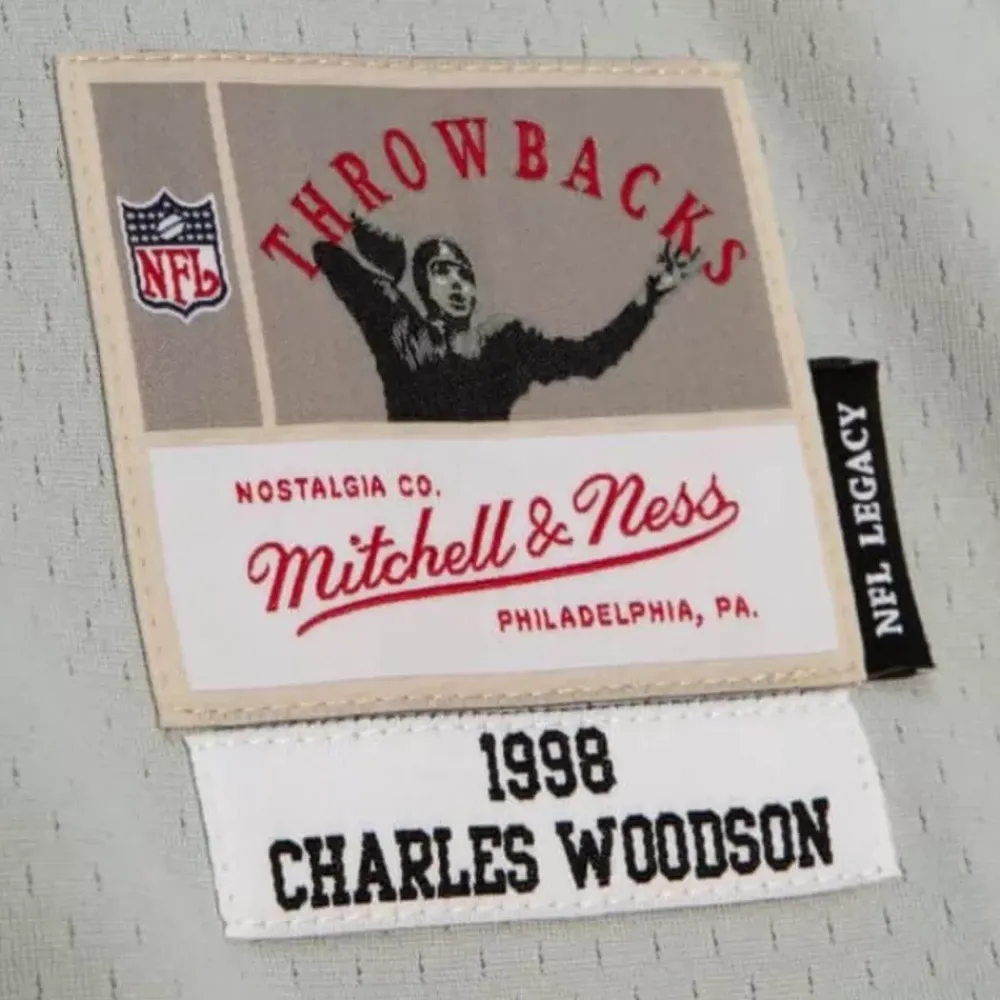 THROWBACKS
NFL
NOSTALGIA CO.
Mitchell & Ness
PHILADELPHIA, PA.
NFL LEGACY
1998
CHARLES WOODSON